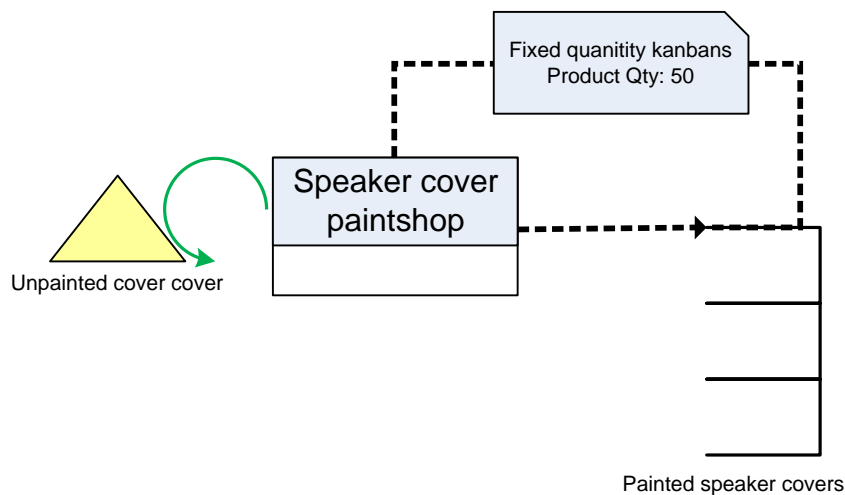 Fixed quanitity kanbans
Product Qty: 50
Speaker cover
paintshop
Unpainted cover cover
Painted speaker covers